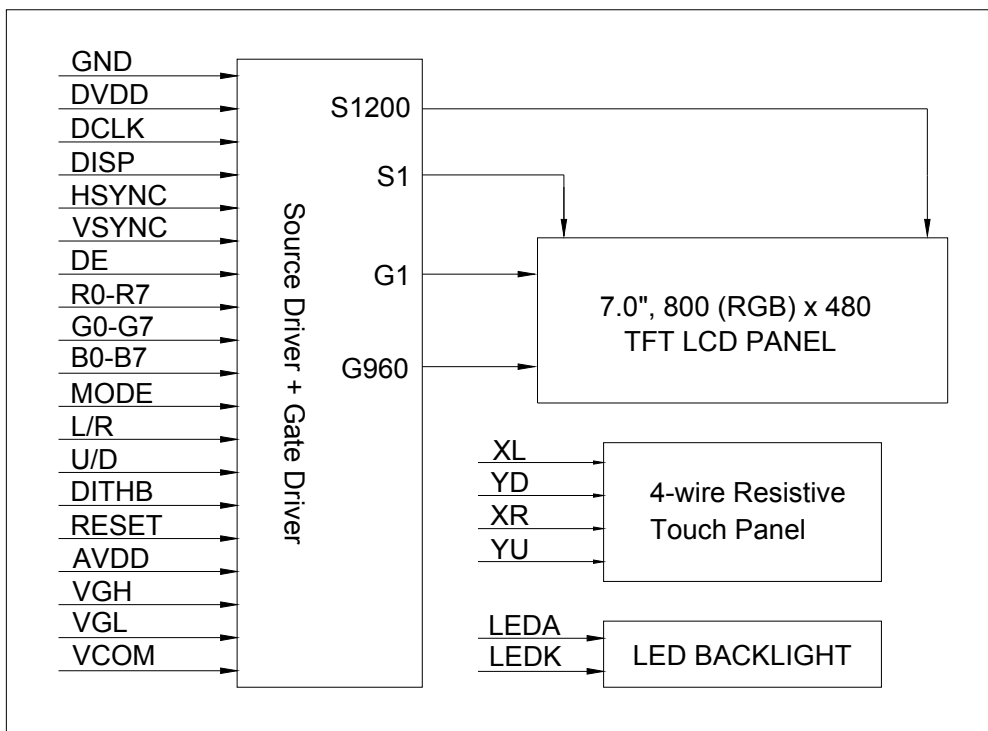 GND
DVDD
DCLK
DISP
HSYNC
VSYNC
DE
R0-R7
G0-G7
B0-B7
MODE
L/R
U/D
DITHB
RESET
AVDD
VGH
VGL
VCOM
Source Driver + Gate Driver
S1200
S1
G1
G960
7.0", 800 (RGB) x 480
TFT LCD PANEL
XL
YD
XR
YU
4-wire Resistive
Touch Panel
LEDA
LEDK
LED BACKLIGHT